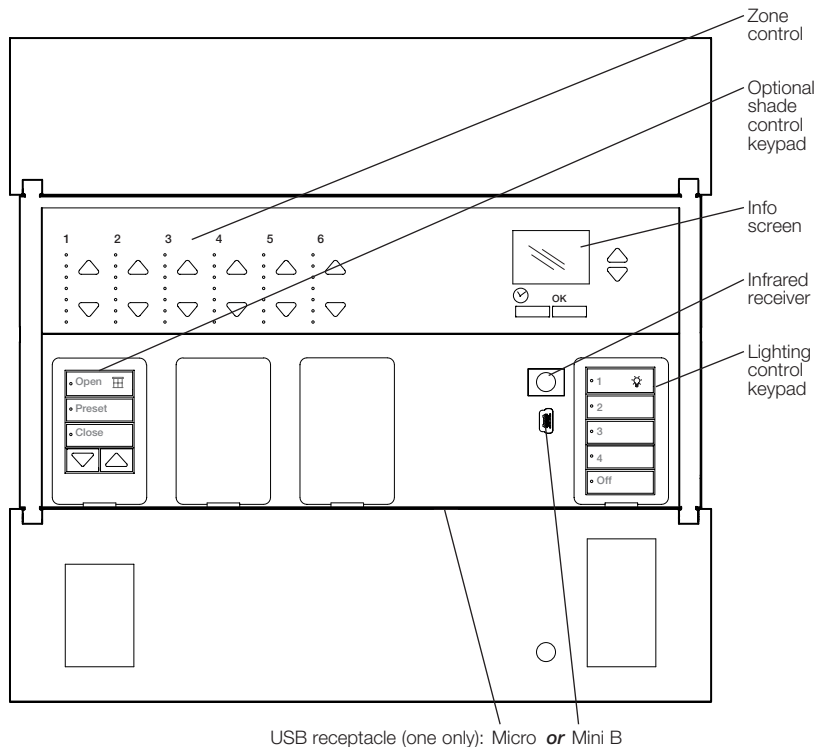 Zone
control
Optional
shade
control
keypad
Info
screen
Infrared
receiver
Lighting
control
keypad
1 2 3 4 5 6
OK
Open
Preset
Close
1
2
3
4
Off
USB receptacle (one only): Micro or Mini B